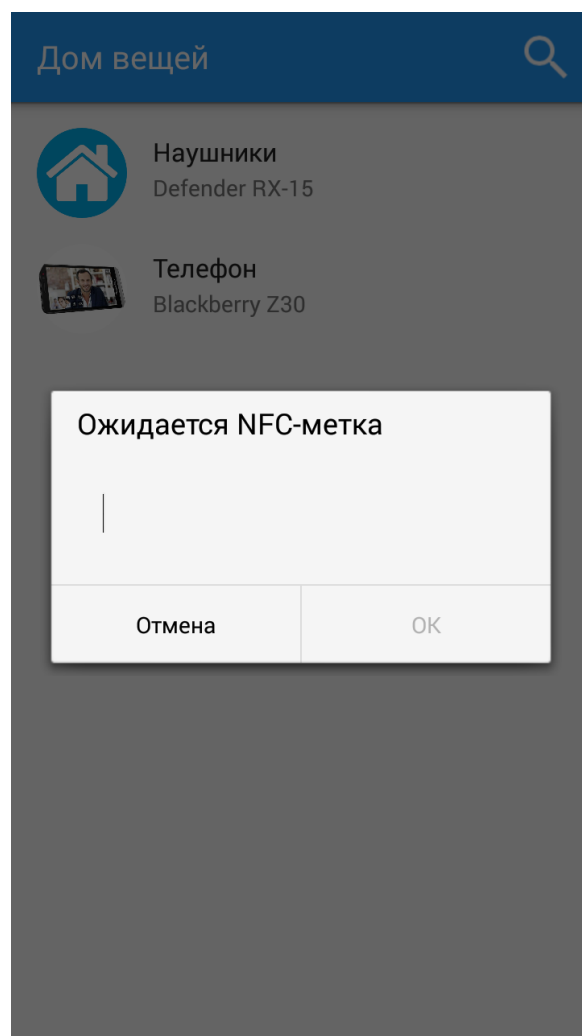 Дом вещей
Наушники
Defender RX-15
Телефон
Blackberry Z30
Ожидается NFC-метка
Отмена
OK